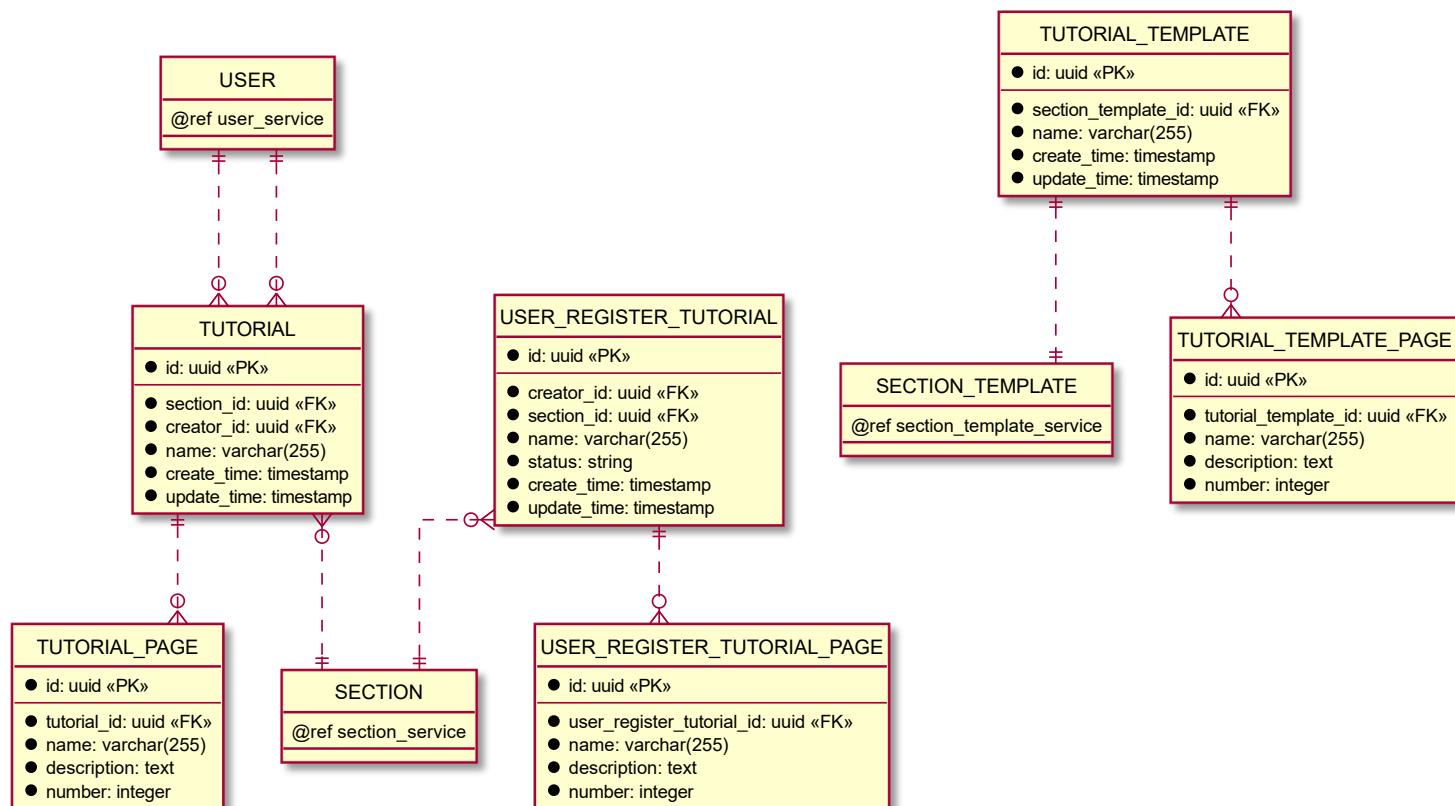 USER
@ref user_service
TUTORIAL_TEMPLATE
id: uuid «PK»
section_template_id: uuid «FK»
name: varchar(255)
create_time: timestamp
update_time: timestamp
TUTORIAL
id: uuid «PK»
section_id: uuid «FK»
creator_id: uuid «FK»
name: varchar(255)
create_time: timestamp
update_time: timestamp
USER_REGISTER_TUTORIAL
id: uuid «PK»
creator_id: uuid «FK»
section_id: uuid «FK»
name: varchar(255)
status: string
create_time: timestamp
update_time: timestamp
SECTION_TEMPLATE
@ref section_template_service
TUTORIAL_TEMPLATE_PAGE
id: uuid «PK»
tutorial_template_id: uuid «FK»
name: varchar(255)
description: text
number: integer
TUTORIAL_PAGE
id: uuid «PK»
tutorial_id: uuid «FK»
name: varchar(255)
description: text
number: integer
SECTION
@ref section_service
USER_REGISTER_TUTORIAL_PAGE
id: uuid «PK»
user_register_tutorial_id: uuid «FK»
name: varchar(255)
description: text
number: integer